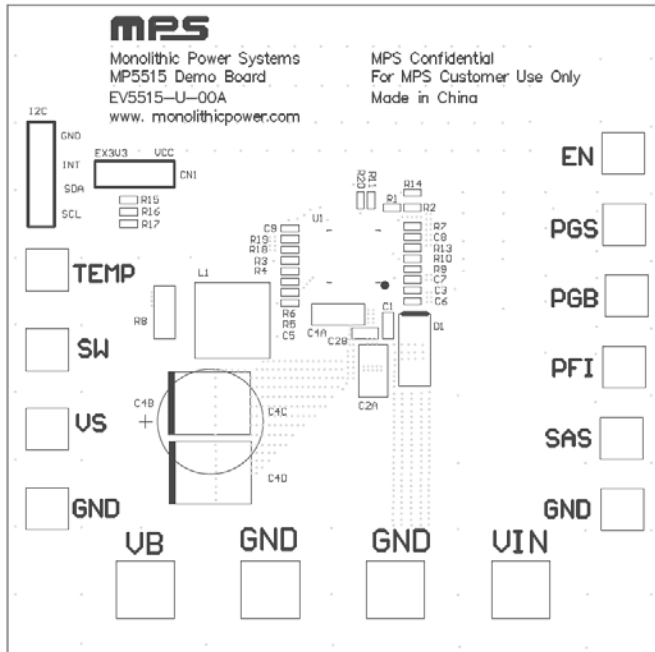 MPS
Monolithic Power Systems
MP5515 Demo Board
EV5515-U-00A
www. monolithicpower.com
MPS Confidential
For MPS Customer Use Only
Made in China
I2C
GND
INT
SDA
SCL
EX3V3 VCC
CN1
R15
R16
R17
R20
R11
R14
R1
R2
U1
C9
R19
R18
R3
R4
R6
R5
C5
R7
C8
R13
R10
R9
C7
C3
C6
L1
R8
C4A
C1
C2B
D1
C2A
C4B
+
C4C
C4D
TEMP
SW
VS
GND
EN
PGS
PGB
PFI
SAS
GND
VB
GND
GND
VIN